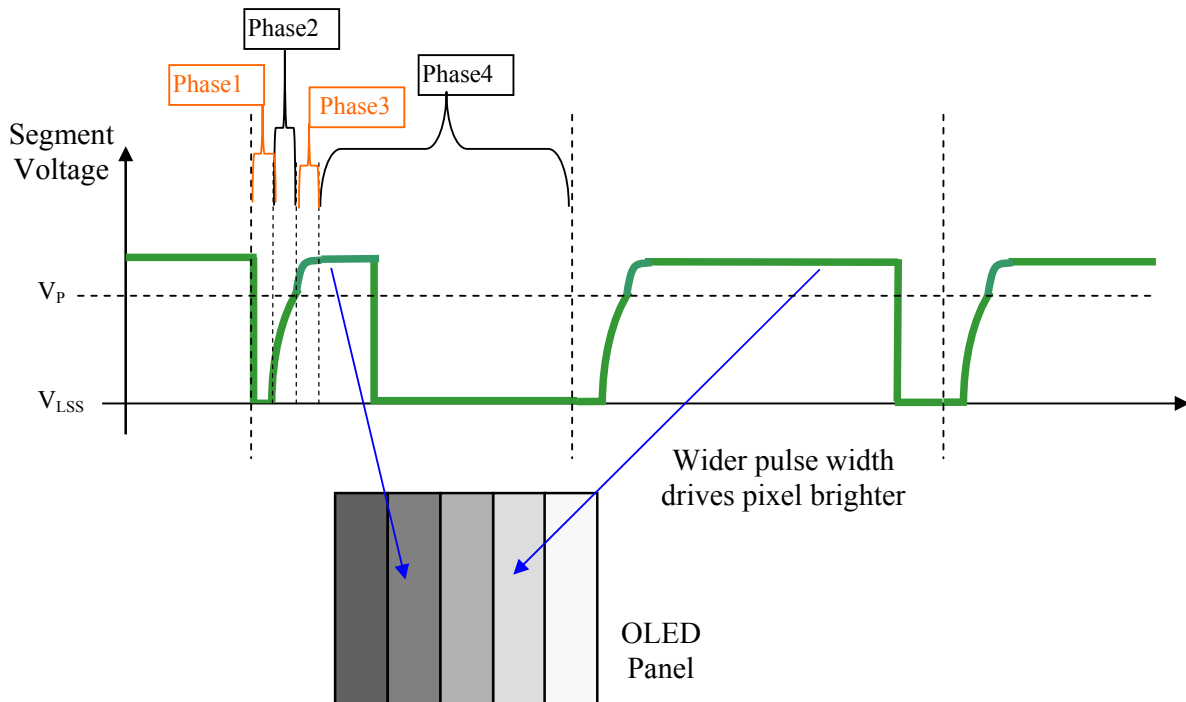 Phase2
Phase1
Phase4
Phase3
Segment
Voltage
VP
VLSS
Wider pulse width
drives pixel brighter
OLED
Panel